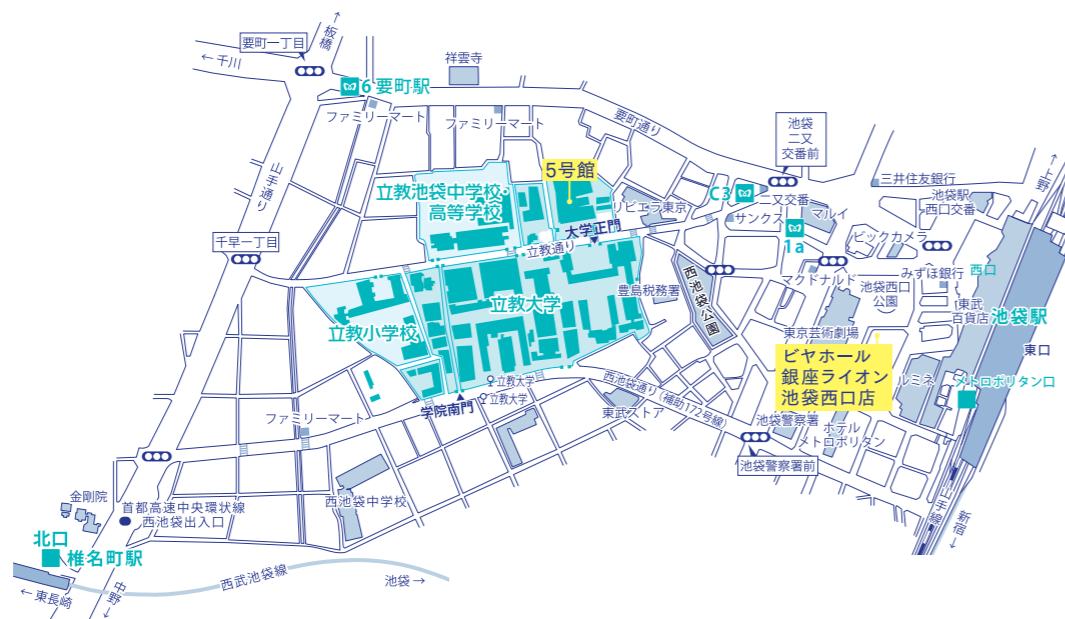 ↑板橋
要町一丁目
← 千川
6 要町駅
祥雲寺
ファミリーマート
ファミリーマート
要町通り
池袋
二又
交番前
↑上野
山手通り
5号館
立教池袋中学校・
高等学校
C3
二又交番
三井住友銀行
池袋駅
西口交番
リビエラ東京
サンクス
マルイ
大学正門
1a
ビックカメラ
千早一丁目
立教通り
マクドナルド
みずほ銀行
西口
豊島税務署
西池袋公園
池袋西口
公園
立教大学
東武
百貨店
池袋駅
立教小学校
東京芸術劇場
東口
ビヤホール
銀座ライオン
池袋西口店
ルミネ
メトロポリタン口
立教大学
立教大学
西池袋通り(補助172号線)
学院南門
東武ストア
池袋警察署
ファミリーマート
ホテル
メトロポリタン
池袋警察署前
金剛院
首都高速中央環状線
西池袋出入口
西池袋中学校
山手線
新宿↓
北口
椎名町駅
西武池袋線
池袋 →
← 東長崎
中野↓